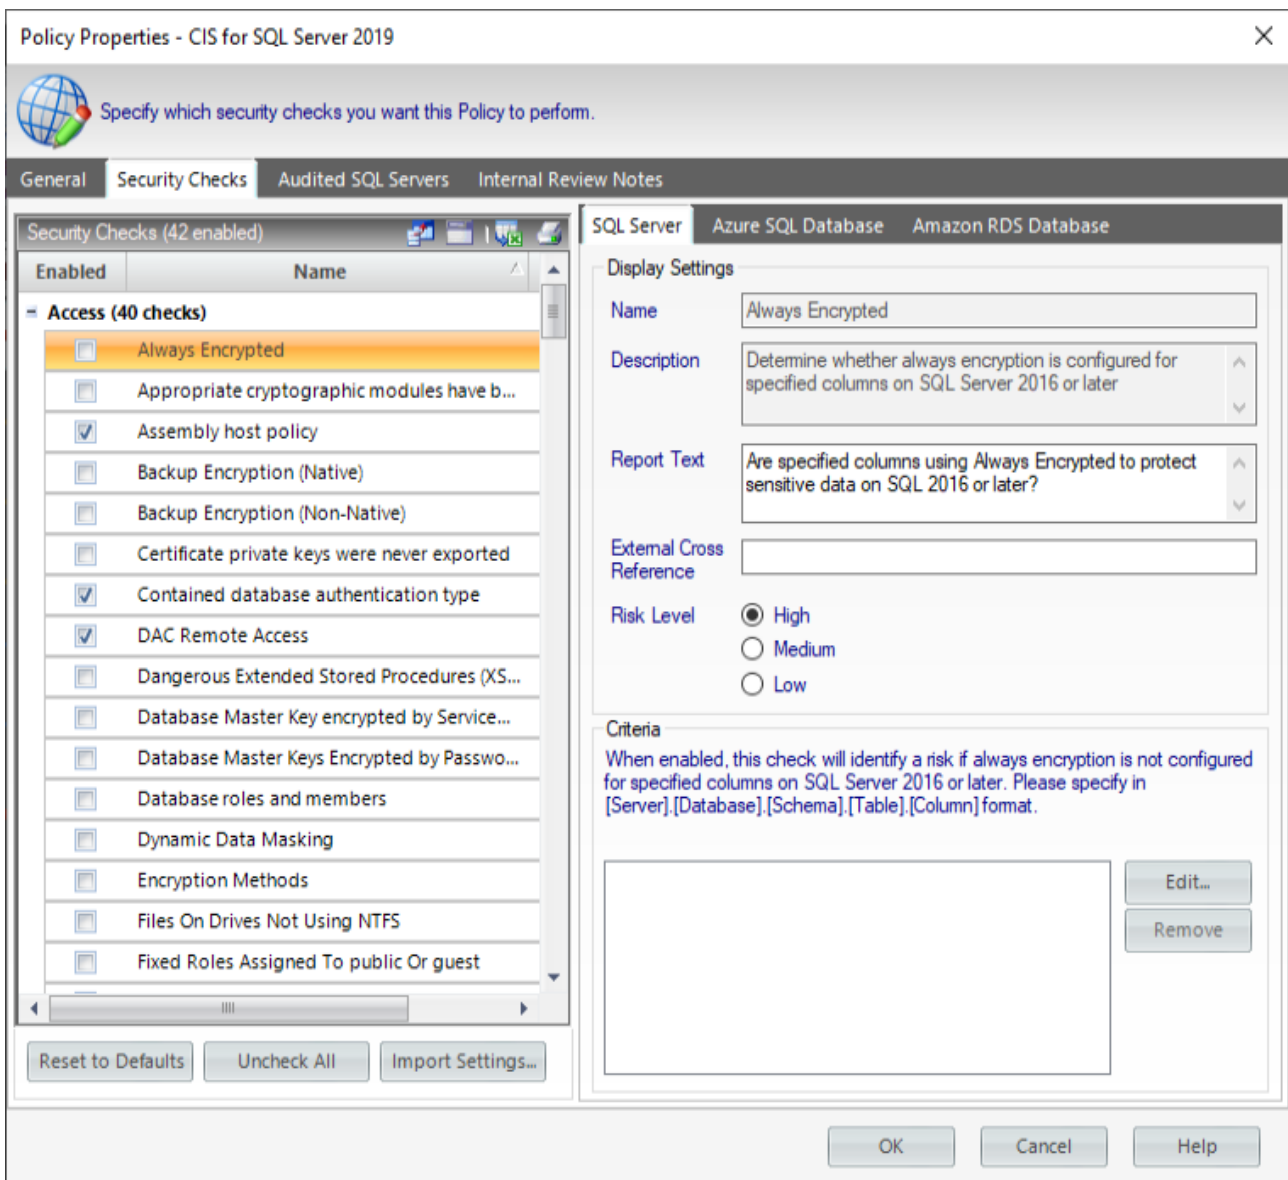 Policy Properties - CIS for SQL Server 2019
Specify which security checks you want this Policy to perform.
General Security Checks Audited SQL Servers Internal Review Notes
Security Checks (42 enabled)
Enabled Name
Access (40 checks)
Always Encrypted
Appropriate cryptographic modules have b...
Assembly host policy
Backup Encryption (Native)
Backup Encryption (Non-Native)
Certificate private keys were never exported
Contained database authentication type
DAC Remote Access
Dangerous Extended Stored Procedures (XS...
Database Master Key encrypted by Service...
Database Master Keys Encrypted by Passwo...
Database roles and members
Dynamic Data Masking
Encryption Methods
Files On Drives Not Using NTFS
Fixed Roles Assigned To public Or guest
Reset to Defaults Uncheck All Import Settings...
SQL Server Azure SQL Database Amazon RDS Database
Display Settings
Name Always Encrypted
Description Determine whether always encryption is configured for
specified columns on SQL Server 2016 or later
Report Text Are specified columns using Always Encrypted to protect
sensitive data on SQL 2016 or later?
External Cross
Reference
Risk Level High
Medium
Low
Criteria
When enabled, this check will identify a risk if always encryption is not configured
for specified columns on SQL Server 2016 or later. Please specify in
[Server].[Database].[Schema].[Table].[Column] format.
Edit...
Remove
OK Cancel Help